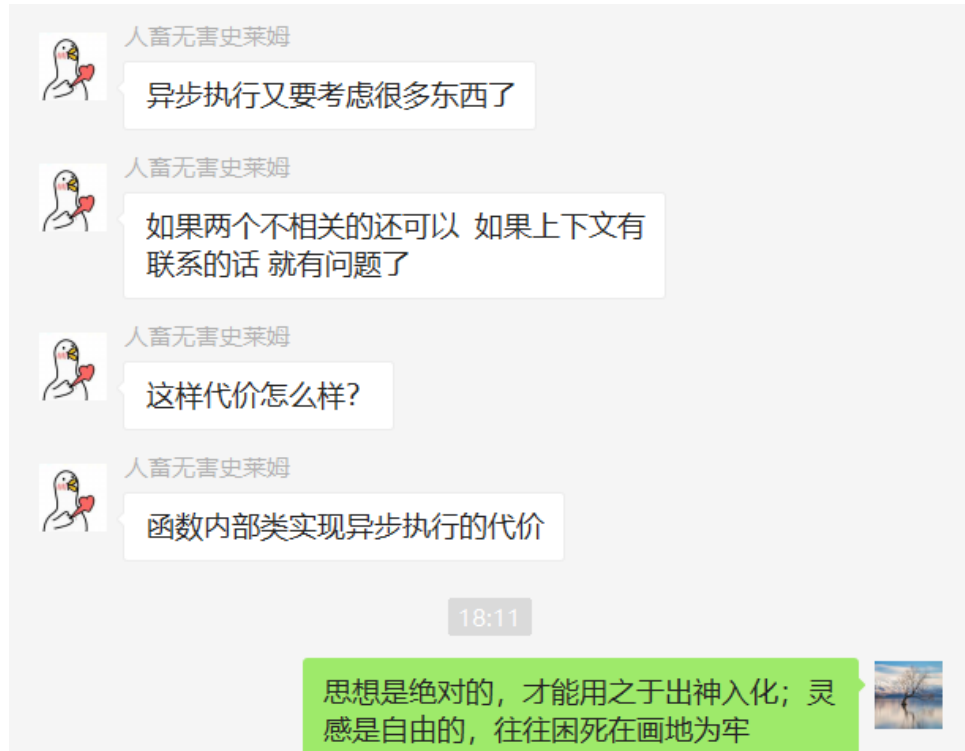 人畜无害史莱姆
异步执行又要考虑很多东西了
人畜无害史莱姆
如果两个不相关的还可以 如果上下文有
联系的话 就有问题了
人畜无害史莱姆
这样代价怎么样？
人畜无害史莱姆
函数内部类实现异步执行的代价
18:11
思想是绝对的，才能用之于出神入化；灵
感是自由的，往往困死在画地为牢